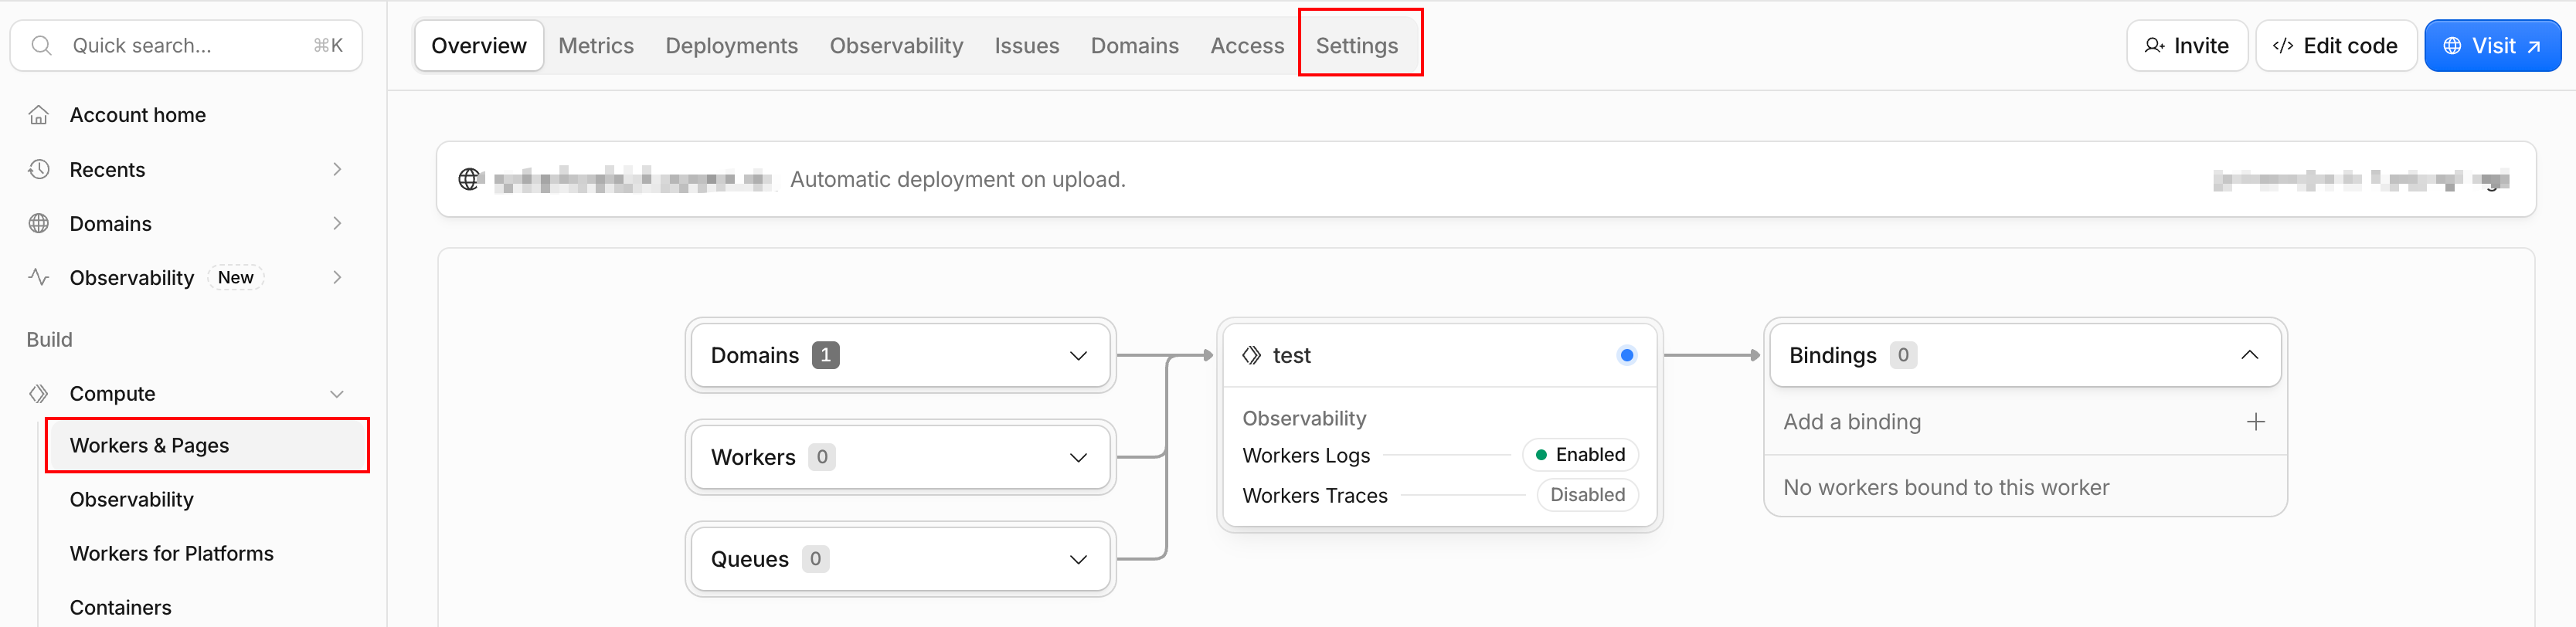 Quick search... ⌘K
Overview Metrics Deployments Observability Issues Domains Access Settings
Invite
Edit code
Visit
Account home
Recents
Domains
Observability New
Build
Compute
Workers & Pages
Observability
Workers for Platforms
Containers
Automatic deployment on upload.
Domains 1
Workers 0
Queues 0
test
Observability
Workers Logs Enabled
Workers Traces Disabled
Bindings 0
Add a binding
No workers bound to this worker